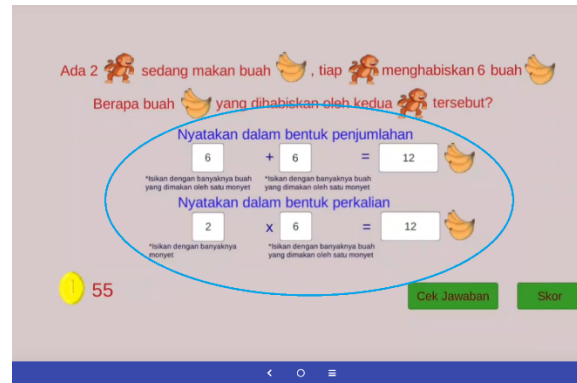 Ada 2 sedang makan buah , tiap menghabiskan 6 buah
Berapa buah yang dihabiskan oleh kedua tersebut?
Nyatakan dalam bentuk penjumlahan
6 + 6 = 12
*Isikan dengan banyaknya buah yang dimakan oleh satu monyet
*Isikan dengan banyaknya buah yang dimakan oleh satu monyet
Nyatakan dalam bentuk perkalian
2 x 6 = 12
*Isikan dengan banyaknya monyet
*Isikan dengan banyaknya buah yang dimakan oleh satu monyet
1 55
Cek Jawaban
Skor